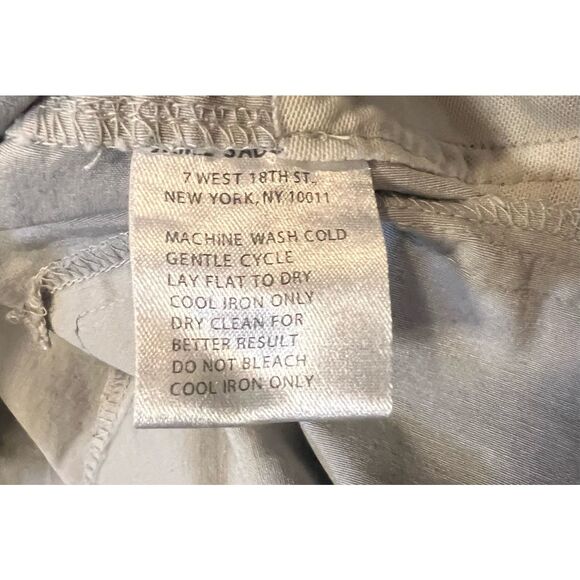 7 WEST 18TH ST.
NEW YORK, NY 10011
MACHINE WASH COLD
GENTLE CYCLE
LAY FLAT TO DRY
COOL IRON ONLY
DRY CLEAN FOR
BETTER RESULT
DO NOT BLEACH
COOL IRON ONLY